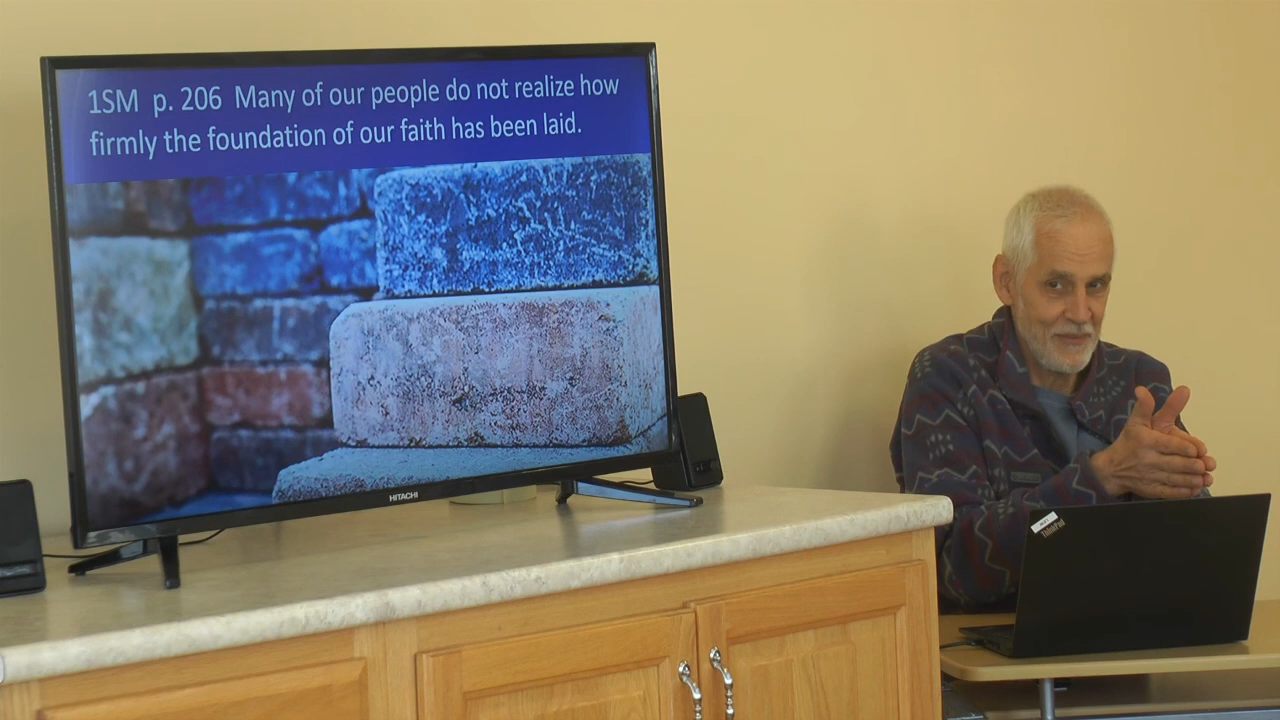 1SM p. 206 Many of our people do not realize how
firmly the foundation of our faith has been laid.
HITACHI
ThinkPad